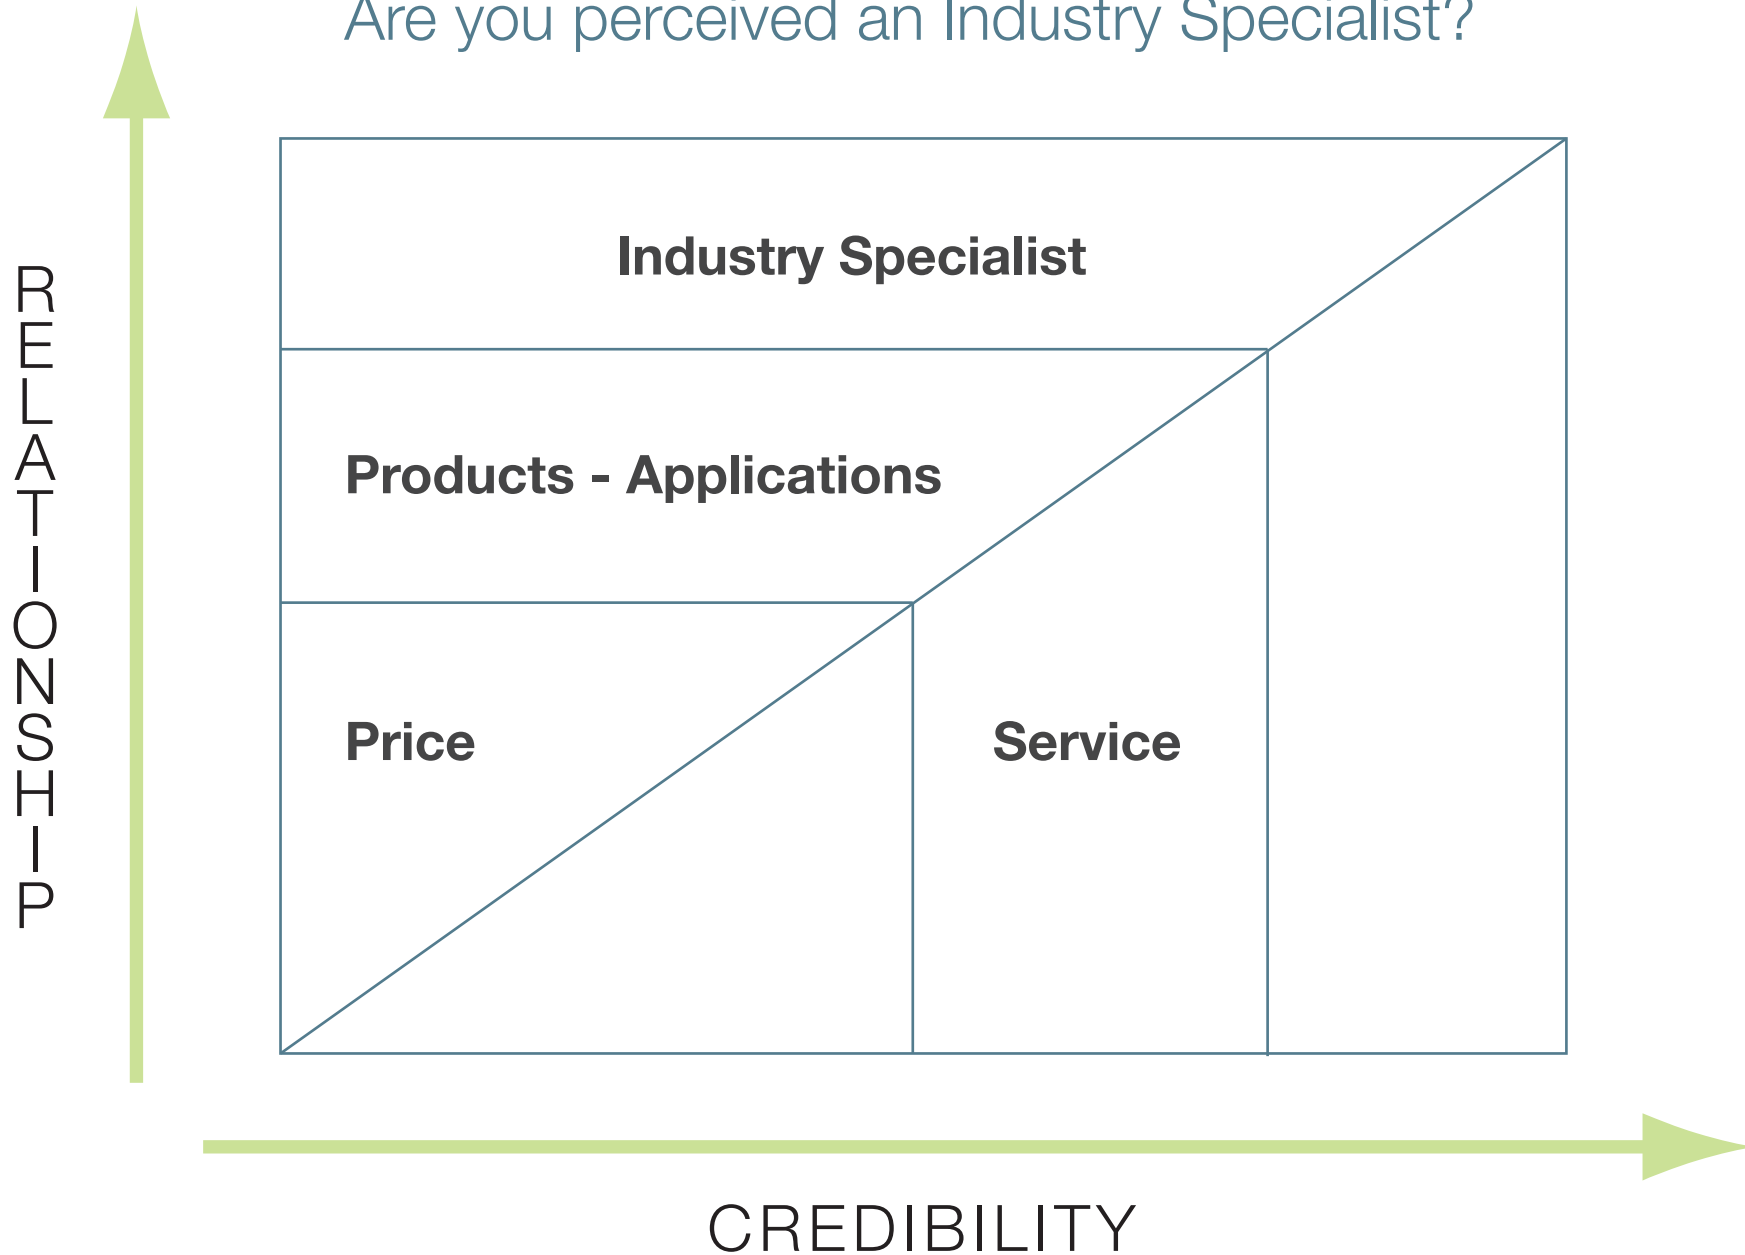 Are you perceived an Industry Specialist?
RELATIONSHIP
Industry Specialist
Products - Applications
Price
Service
CREDIBILITY